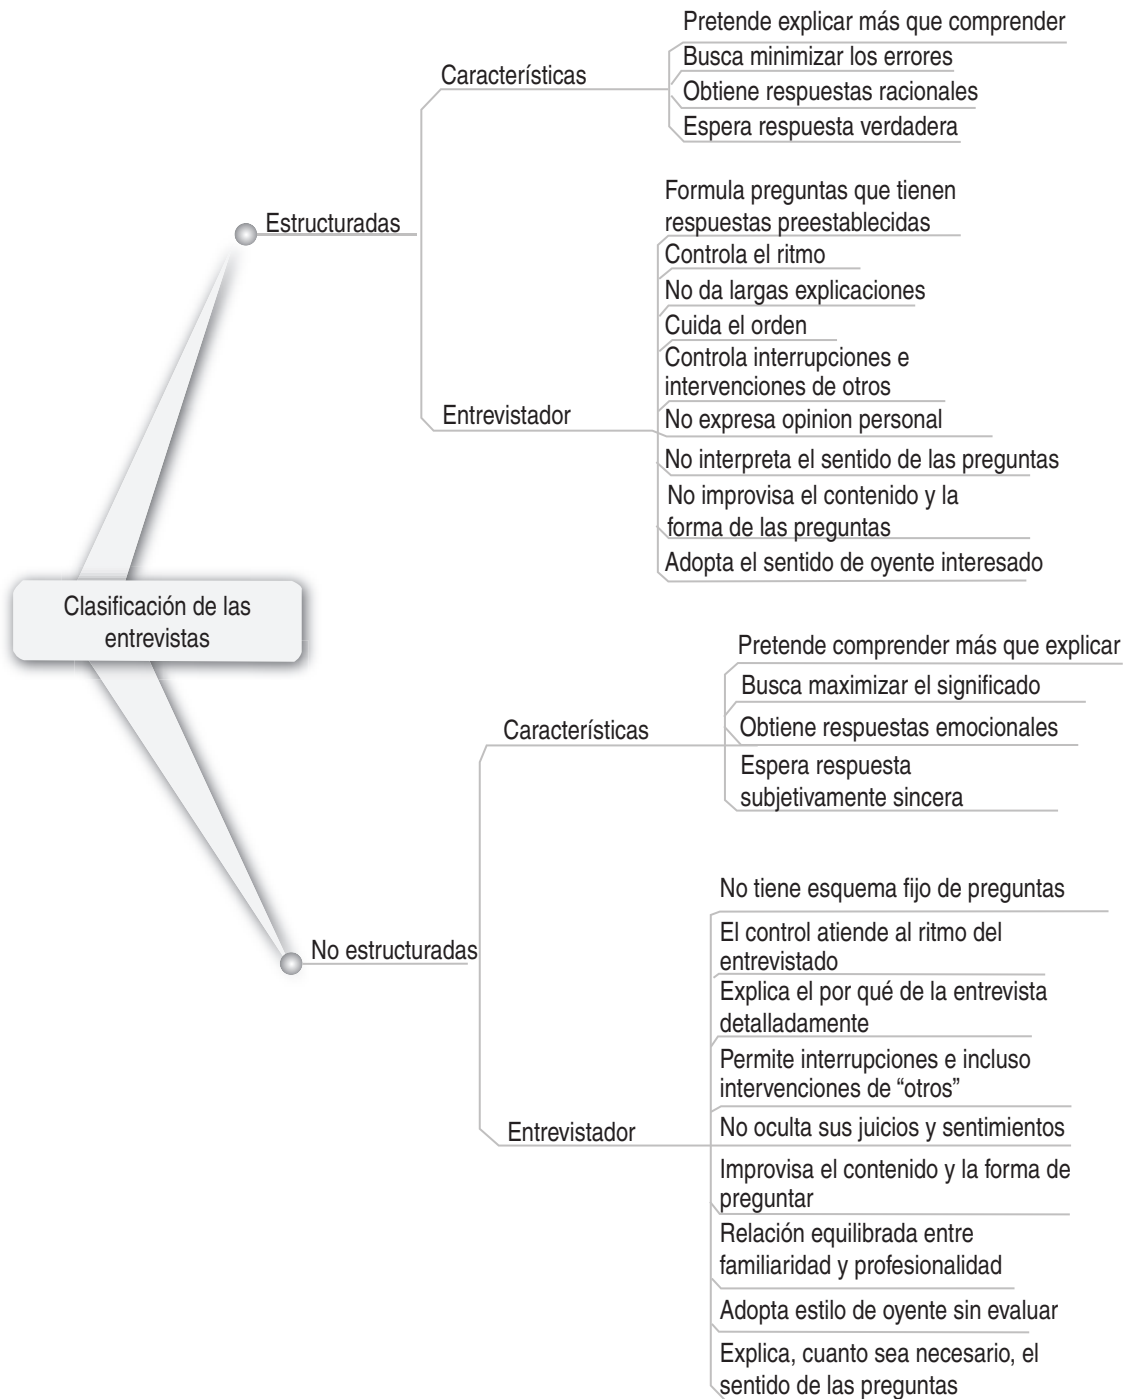 Pretende explicar más que comprender
Busca minimizar los errores
Características
Obtiene respuestas racionales
Espera respuesta verdadera
Formula preguntas que tienen
respuestas preestablecidas
Estructuradas
Controla el ritmo
No da largas explicaciones
Cuida el orden
Controla interrupciones e
intervenciones de otros
Entrevistador
No expresa opinion personal
No interpreta el sentido de las preguntas
No improvisa el contenido y la
forma de las preguntas
Adopta el sentido de oyente interesado
Clasificación de las
entrevistas
Pretende comprender más que explicar
Busca maximizar el significado
Características
Obtiene respuestas emocionales
Espera respuesta
subjetivamente sincera
No tiene esquema fijo de preguntas
El control atiende al ritmo del
entrevistado
No estructuradas
Explica el por qué de la entrevista
detalladamente
Permite interrupciones e incluso
intervenciones de “otros”
Entrevistador
No oculta sus juicios y sentimientos
Improvisa el contenido y la forma de
preguntar
Relación equilibrada entre
familiaridad y profesionalidad
Adopta estilo de oyente sin evaluar
Explica, cuanto sea necesario, el
sentido de las preguntas